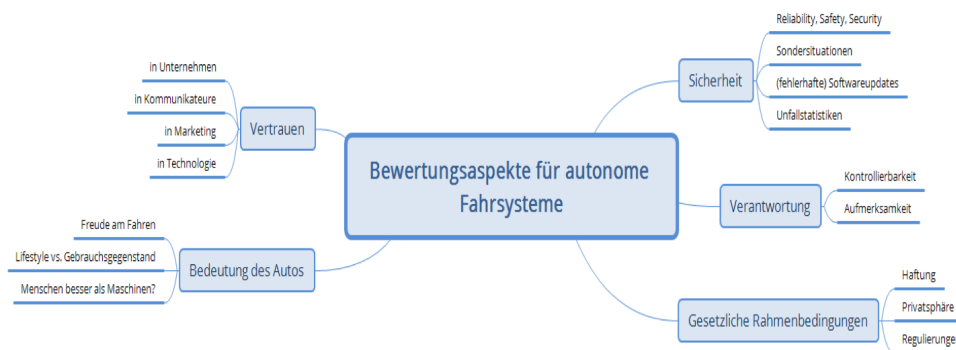 Bewertungsaspekte für autonome
Fahrsysteme
Vertrauen
in Unternehmen
in Kommunikateure
in Marketing
in Technologie
Bedeutung des Autos
Freude am Fahren
Lifestyle vs. Gebrauchsgegenstand
Menschen besser als Maschinen?
Sicherheit
Reliability, Safety, Security
Sondersituationen
(fehlerhafte) Softwareupdates
Unfallstatistiken
Verantwortung
Kontrollierbarkeit
Aufmerksamkeit
Gesetzliche Rahmenbedingungen
Haftung
Privatsphäre
Regulierunge